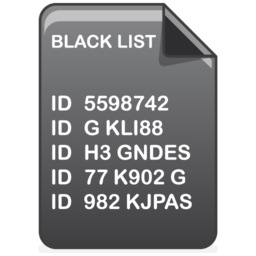 BLACK LIST
ID 5598742
ID G KLI88
ID H3 GNDES
ID 77 K902 G
ID 982 KJPAS